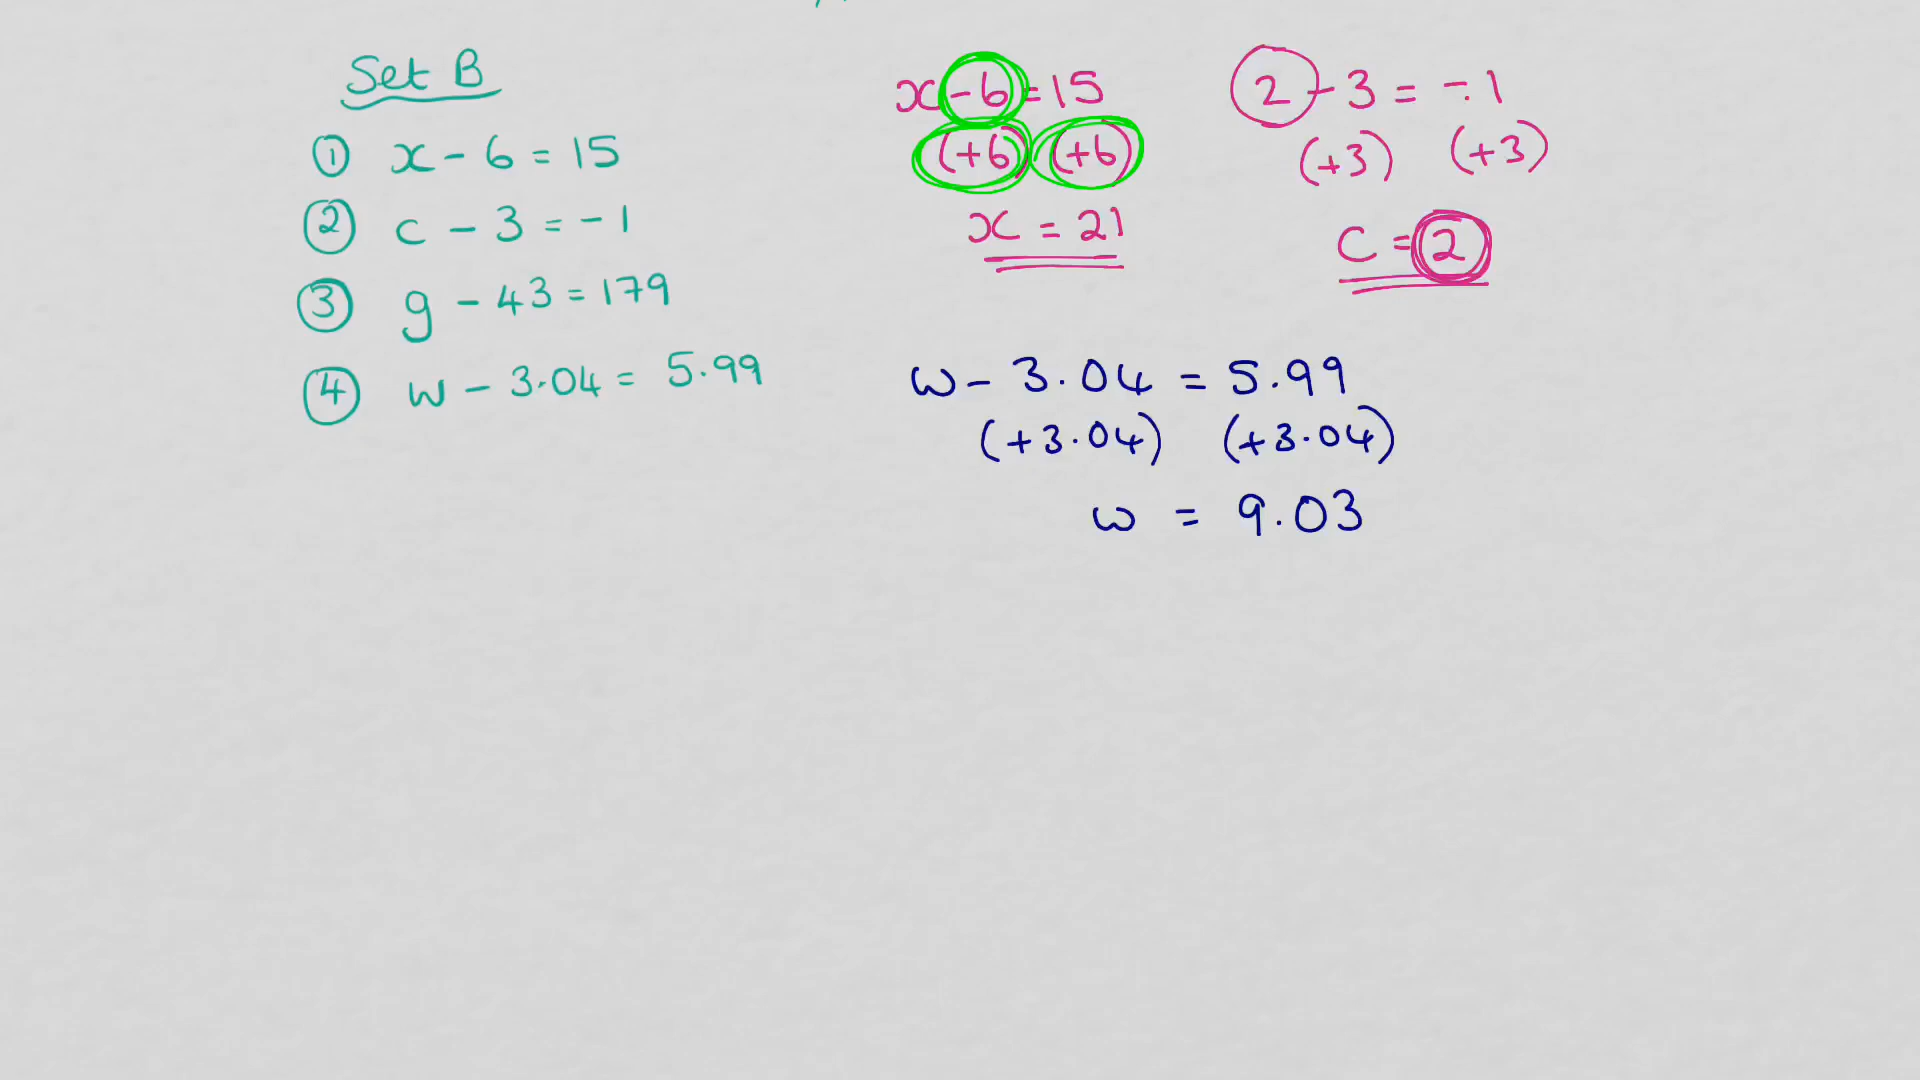 Set B
① x - 6 = 15
② c - 3 = -1
③ g - 43 = 179
④ w - 3.04 = 5.99
x - 6 = 15
(+6) (+6)
x = 21
2 - 3 = -1
(+3) (+3)
c = 2
w - 3.04 = 5.99
(+3.04) (+3.04)
w = 9.03